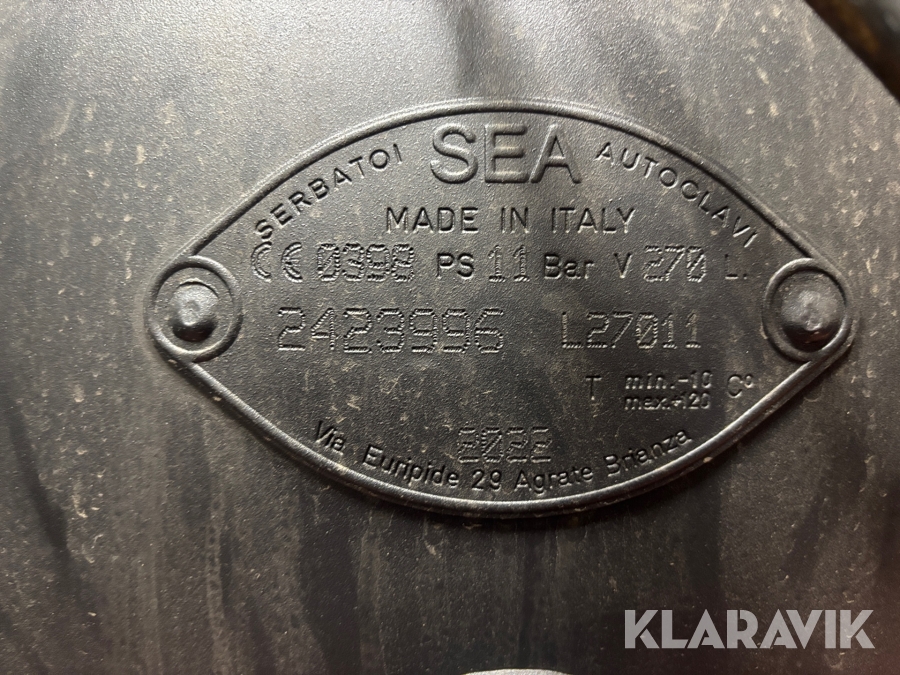 SERBATOI SEA AUTOCLAVI
MADE IN ITALY
CE 0398 PS 11 Bar V 270 L.
2423996 L27011
T min.-10 C°
max.+120
2022
Via Euripide 29 Agrate Brianza
KLARAVIK